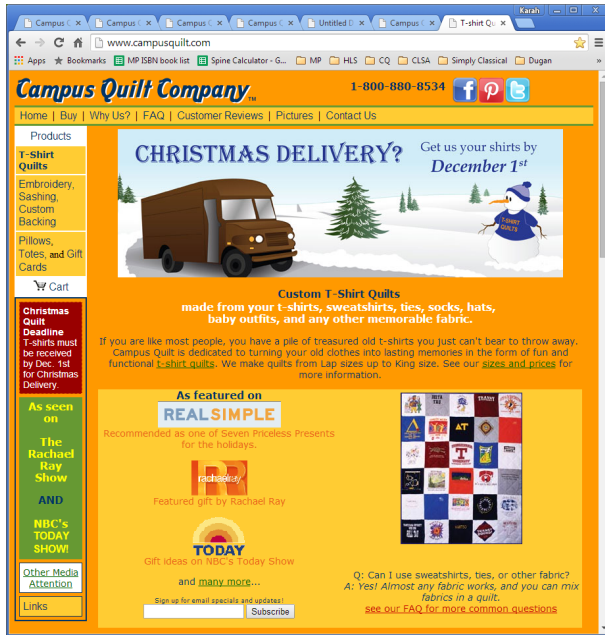 Karah
Campus C
Campus C
Campus C
Campus C
Untitled D
Campus C
T-shirt Qu
www.campusquilt.com
Apps Bookmarks MP ISBN book list Spine Calculator - G... MP HLS CQ CLSA Simply Classical Dugan »
Campus Quilt Company TM
1-800-880-8534
Home | Buy | Why Us? | FAQ | Customer Reviews | Pictures | Contact Us
Products
T-Shirt
Quilts
Embroidery,
Sashing,
Custom
Backing
Pillows,
Totes, and Gift
Cards
Cart
Christmas
Quilt
Deadline
T-shirts must
be received
by Dec. 1st
for Christmas
Delivery.
As seen
on
The
Rachael
Ray
Show
AND
NBC's
TODAY
SHOW!
Other Media
Attention
Links
CHRISTMAS DELIVERY?
Get us your shirts by
December 1st
T-SHIRT
QUILTS
Custom T-Shirt Quilts
made from your t-shirts, sweatshirts, ties, socks, hats,
baby outfits, and any other memorable fabric.
If you are like most people, you have a pile of treasured old t-shirts you just can't bear to throw away.
Campus Quilt is dedicated to turning your old clothes into lasting memories in the form of fun and
functional t-shirt quilts. We make quilts from Lap sizes up to King size. See our sizes and prices for
more information.
As featured on
REALSIMPLE
Recommended as one of Seven Priceless Presents
for the holidays.
rachaelray
Featured gift by Rachael Ray
TODAY
Gift ideas on NBC's Today Show
and many more...
Sign up for email specials and updates!
Subscribe
AT
T
Q: Can I use sweatshirts, ties, or other fabric?
A: Yes! Almost any fabric works, and you can mix
fabrics in a quilt.
see our FAQ for more common questions